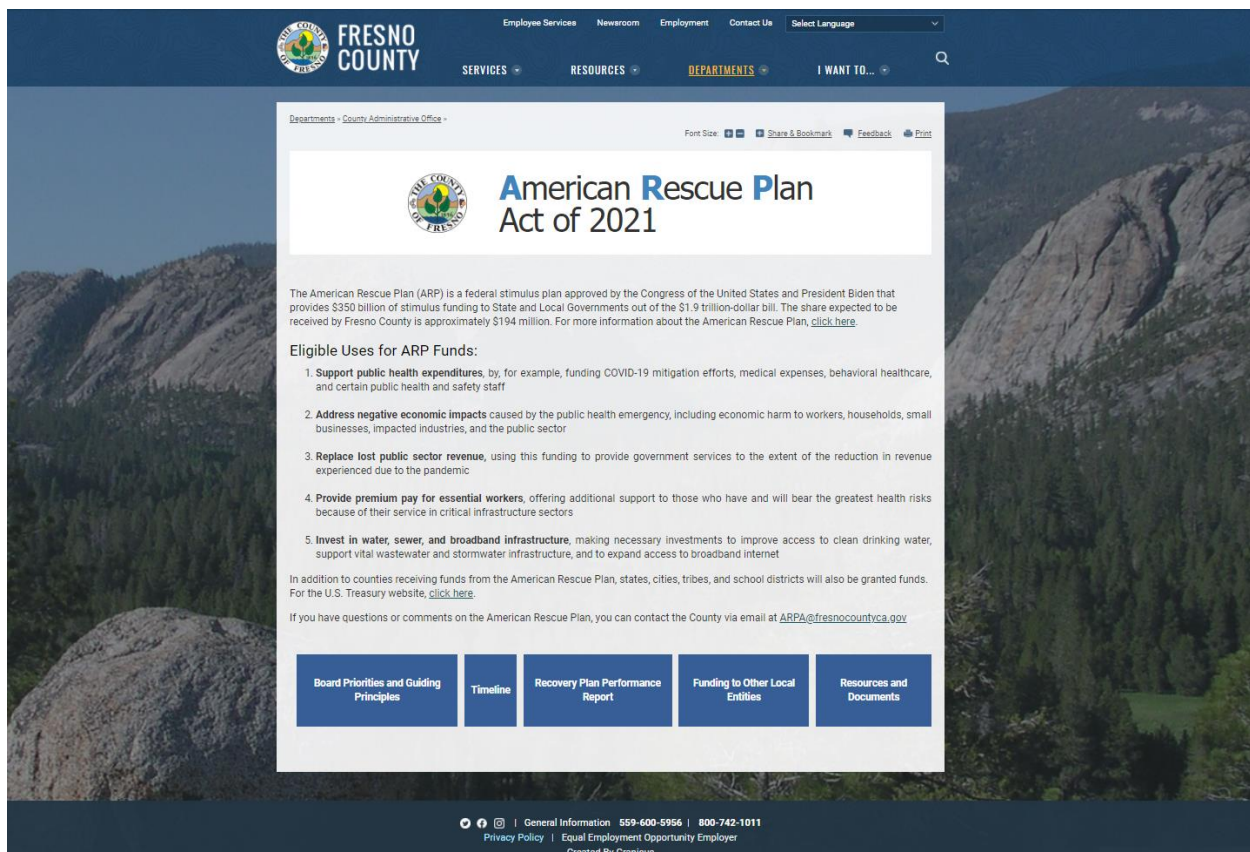 Employee Services Newsroom Employment Contact Us Select Language
THE COUNTY OF FRESNO
FRESNO
COUNTY
SERVICES RESOURCES DEPARTMENTS I WANT TO...
Departments » County Administrative Office »
Font Size: + - + Share & Bookmark Feedback Print
THE COUNTY OF FRESNO
American Rescue Plan
Act of 2021
The American Rescue Plan (ARP) is a federal stimulus plan approved by the Congress of the United States and President Biden that
provides $350 billion of stimulus funding to State and Local Governments out of the $1.9 trillion-dollar bill. The share expected to be
received by Fresno County is approximately $194 million. For more information about the American Rescue Plan, click here.
Eligible Uses for ARP Funds:
1. Support public health expenditures, by, for example, funding COVID-19 mitigation efforts, medical expenses, behavioral healthcare,
and certain public health and safety staff
2. Address negative economic impacts caused by the public health emergency, including economic harm to workers, households, small
businesses, impacted industries, and the public sector
3. Replace lost public sector revenue, using this funding to provide government services to the extent of the reduction in revenue
experienced due to the pandemic
4. Provide premium pay for essential workers, offering additional support to those who have and will bear the greatest health risks
because of their service in critical infrastructure sectors
5. Invest in water, sewer, and broadband infrastructure, making necessary investments to improve access to clean drinking water,
support vital wastewater and stormwater infrastructure, and to expand access to broadband internet
In addition to counties receiving funds from the American Rescue Plan, states, cities, tribes, and school districts will also be granted funds.
For the U.S. Treasury website, click here.
If you have questions or comments on the American Rescue Plan, you can contact the County via email at ARPA@fresnocountyca.gov
Board Priorities and Guiding
Principles
Timeline
Recovery Plan Performance
Report
Funding to Other Local
Entities
Resources and
Documents
| General Information 559-600-5956 | 800-742-1011
Privacy Policy | Equal Employment Opportunity Employer
Created By Granicus